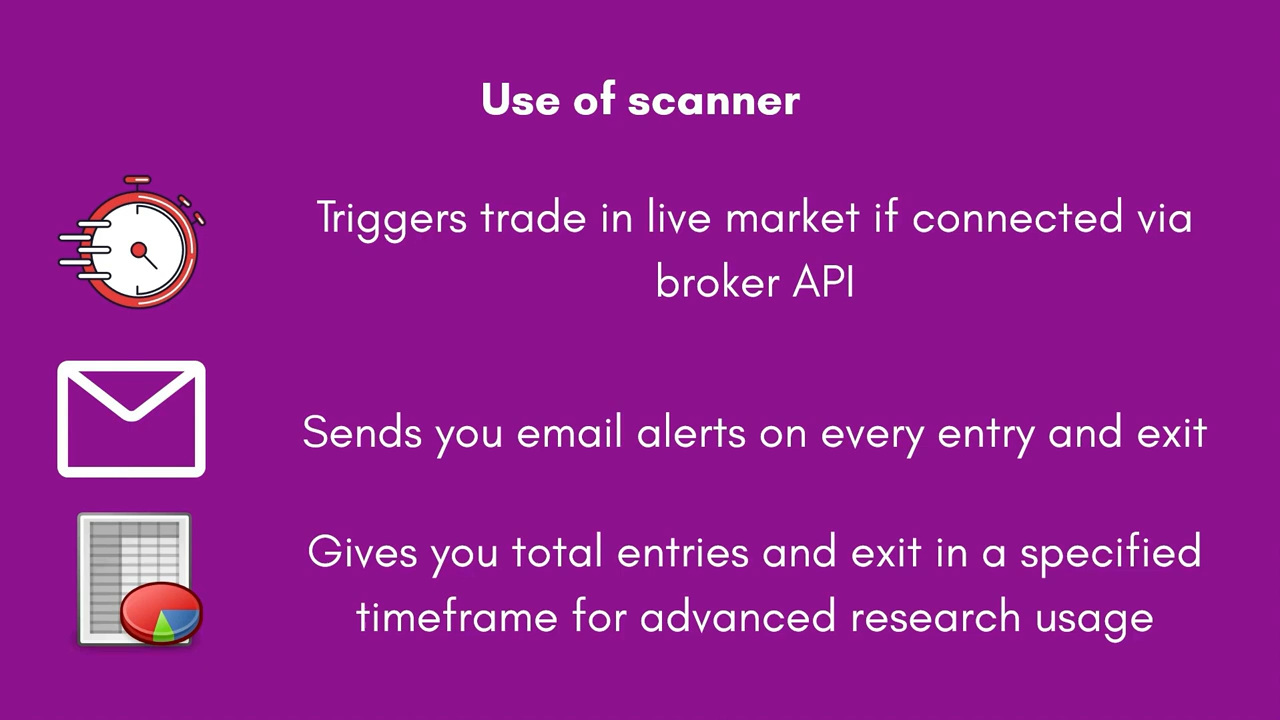 Use of scanner
Triggers trade in live market if connected via
broker API
Sends you email alerts on every entry and exit
Gives you total entries and exit in a specified
timeframe for advanced research usage